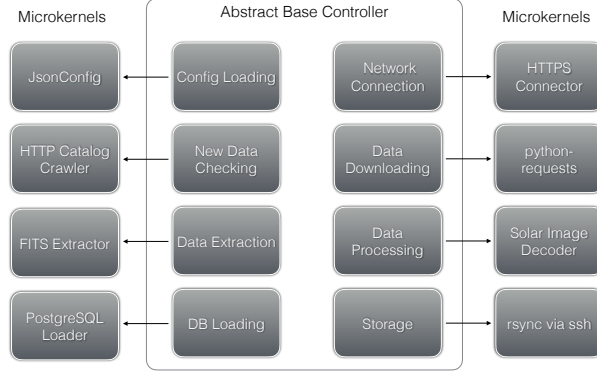 Microkernels
Abstract Base Controller
Microkernels
JsonConfig
Config Loading
Network
Connection
HTTPS
Connector
HTTP Catalog
Crawler
New Data
Checking
Data
Downloading
python-
requests
FITS Extractor
Data Extraction
Data
Processing
Solar Image
Decoder
PostgreSQL
Loader
DB Loading
Storage
rsync via ssh